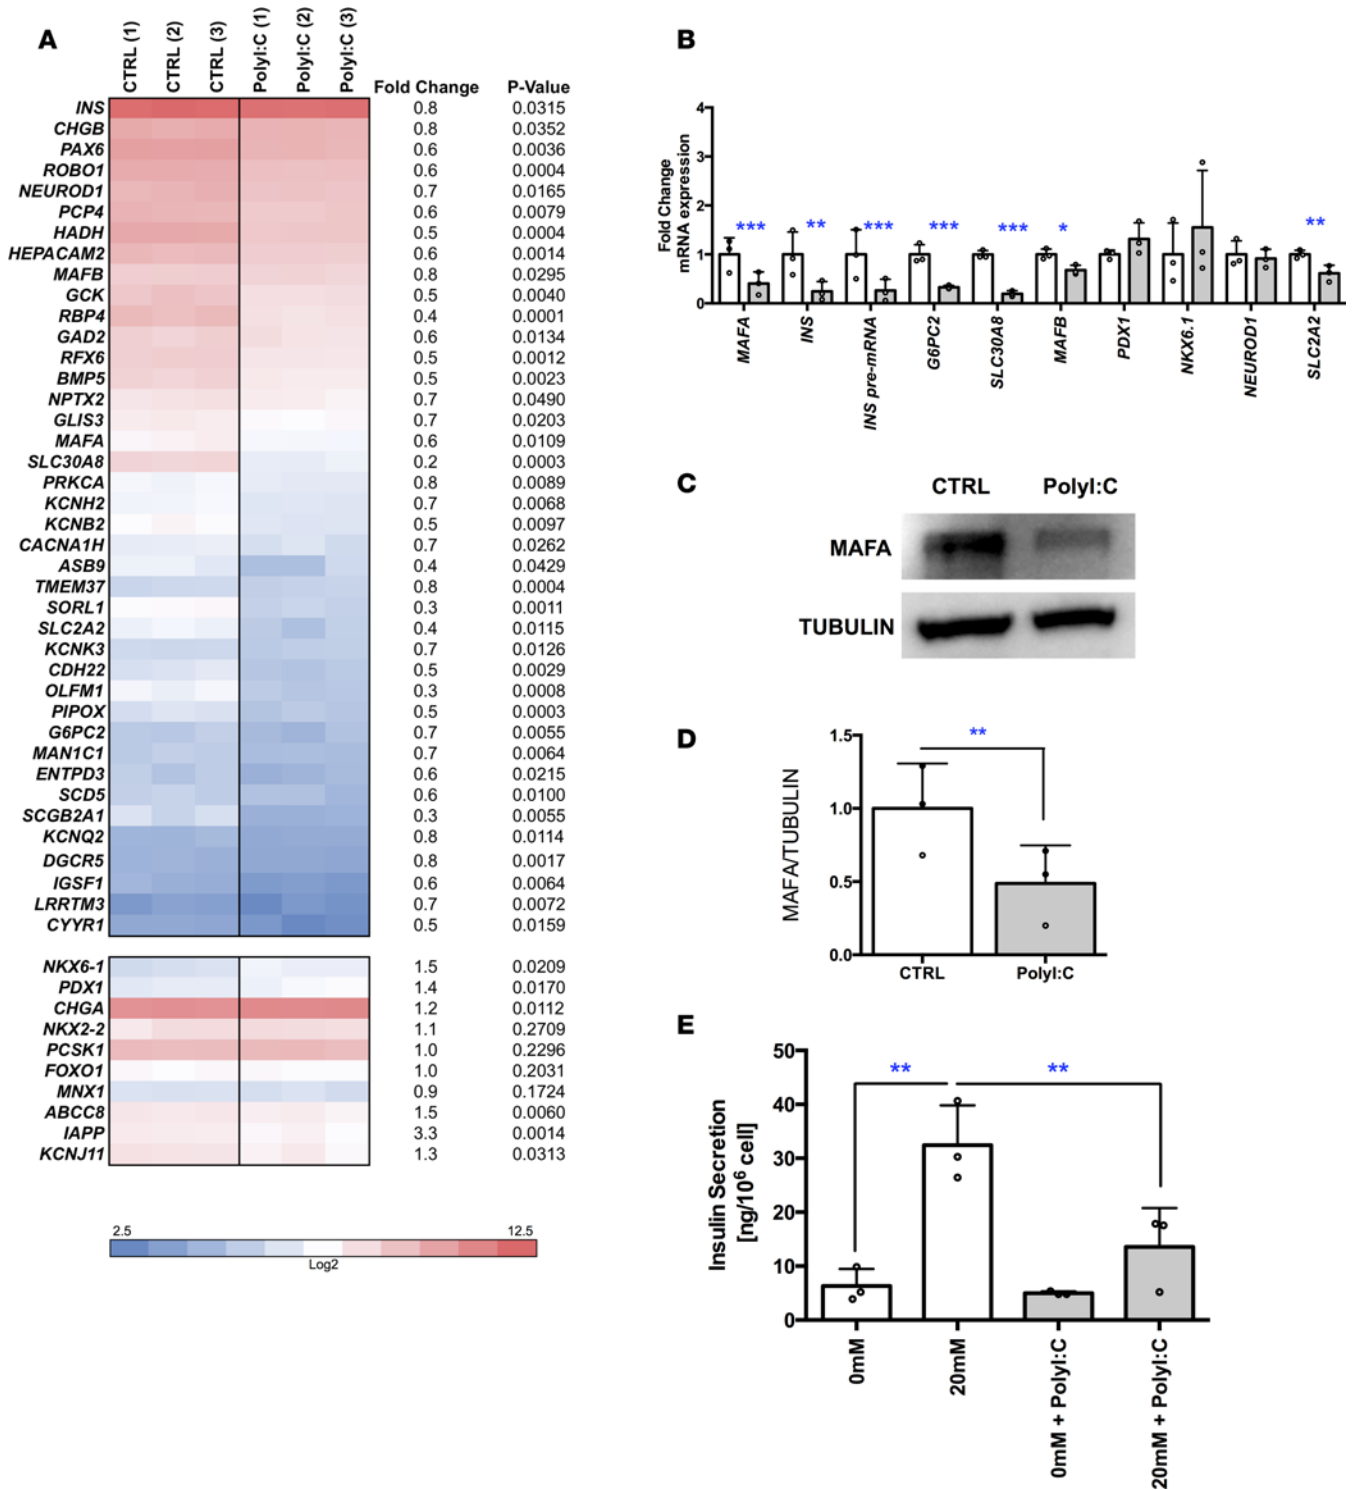 A
CTRL (1) CTRL (2) CTRL (3) PolyI:C (1) PolyI:C (2) PolyI:C (3)
Fold Change P-Value
INS 0.8 0.0315
CHGB 0.8 0.0352
PAX6 0.6 0.0036
ROBO1 0.6 0.0004
NEUROD1 0.7 0.0165
PCP4 0.6 0.0079
HADH 0.5 0.0004
HEPACAM2 0.6 0.0014
MAFB 0.8 0.0295
GCK 0.5 0.0040
RBP4 0.4 0.0001
GAD2 0.6 0.0134
RFX6 0.5 0.0012
BMP5 0.5 0.0023
NPTX2 0.7 0.0490
GLIS3 0.7 0.0203
MAFA 0.6 0.0109
SLC30A8 0.2 0.0003
PRKCA 0.8 0.0089
KCNH2 0.7 0.0068
KCNB2 0.5 0.0097
CACNA1H 0.7 0.0262
ASB9 0.4 0.0429
TMEM37 0.8 0.0004
SORL1 0.3 0.0011
SLC2A2 0.4 0.0115
KCNK3 0.7 0.0126
CDH22 0.5 0.0029
OLFM1 0.3 0.0008
PIPOX 0.5 0.0003
G6PC2 0.7 0.0055
MAN1C1 0.7 0.0064
ENTPD3 0.6 0.0215
SCD5 0.6 0.0100
SCGB2A1 0.3 0.0055
KCNQ2 0.8 0.0114
DGCR5 0.8 0.0017
IGSF1 0.6 0.0064
LRRTM3 0.7 0.0072
CYYR1 0.5 0.0159
NKX6-1 1.5 0.0209
PDX1 1.4 0.0170
CHGA 1.2 0.0112
NKX2-2 1.1 0.2709
PCSK1 1.0 0.2296
FOXO1 1.0 0.2031
MNX1 0.9 0.1724
ABCC8 1.5 0.0060
IAPP 3.3 0.0014
KCNJ11 1.3 0.0313
2.5 12.5
Log2
B
Fold Change
mRNA expression
4
3
2
1
0
*** ** *** *** *** * **
MAFA INS INS pre-mRNA G6PC2 SLC30A8 MAFB PDX1 NKX6.1 NEUROD1 SLC2A2
C
CTRL PolyI:C
MAFA
TUBULIN
D
MAFA/TUBULIN
1.5
1.0
0.5
0.0
**
CTRL PolyI:C
E
Insulin Secretion
[ng/10⁶ cell]
50
40
30
20
10
0
** **
0mM 20mM 0mM + PolyI:C 20mM + PolyI:C